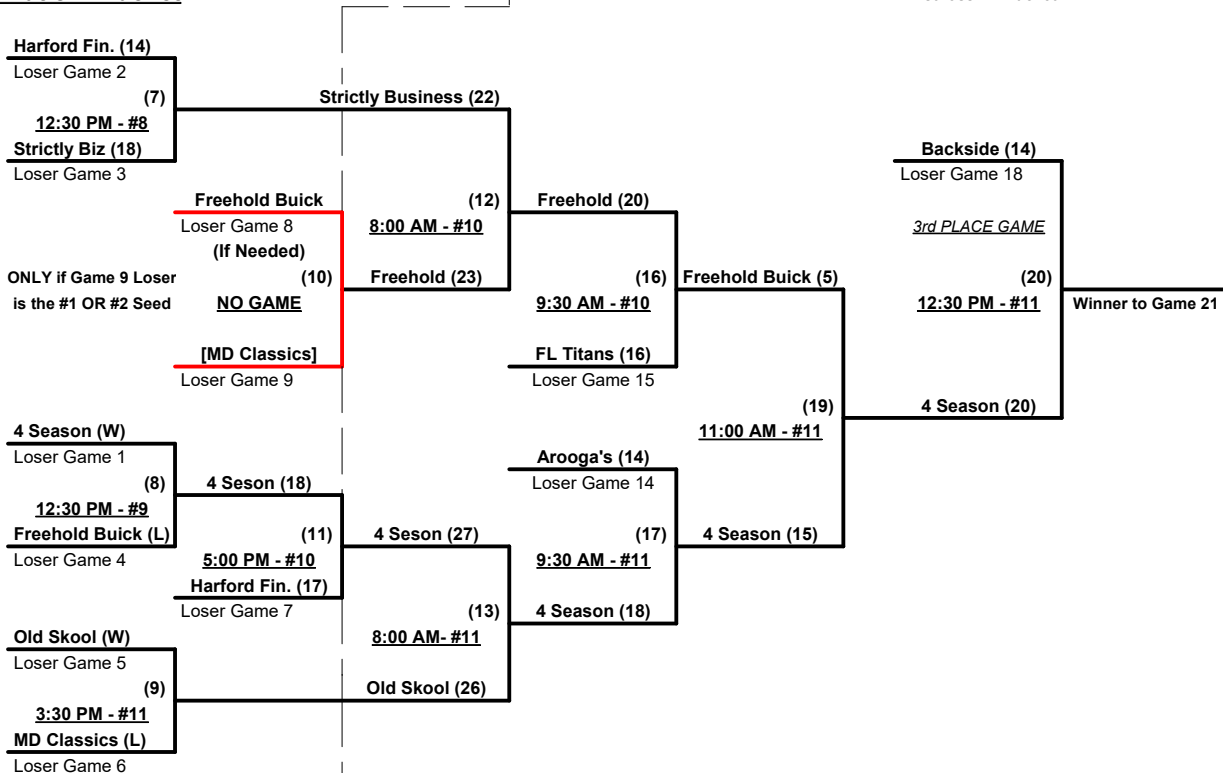 Harford Fin. (14)
Loser Game 2
(7)
12:30 PM - #8
Strictly Biz (18)
Loser Game 3
Strictly Business (22)
Freehold Buick
Loser Game 8
(If Needed)
ONLY if Game 9 Loser
is the #1 OR #2 Seed
(10)
NO GAME
[MD Classics]
Loser Game 9
(12)
8:00 AM - #10
Freehold (23)
Freehold (20)
(16)
9:30 AM - #10
FL Titans (16)
Loser Game 15
Freehold Buick (5)
Backside (14)
Loser Game 18
3rd PLACE GAME
(20)
12:30 PM - #11
Winner to Game 21
4 Season (20)
(19)
11:00 AM - #11
4 Season (W)
Loser Game 1
(8)
12:30 PM - #9
Freehold Buick (L)
Loser Game 4
4 Seson (18)
(11)
5:00 PM - #10
Harford Fin. (17)
Loser Game 7
4 Seson (27)
Arooga's (14)
Loser Game 14
(17)
9:30 AM - #11
4 Season (15)
(13)
8:00 AM- #11
4 Season (18)
Old Skool (W)
Loser Game 5
(9)
3:30 PM - #11
MD Classics (L)
Loser Game 6
Old Skool (26)